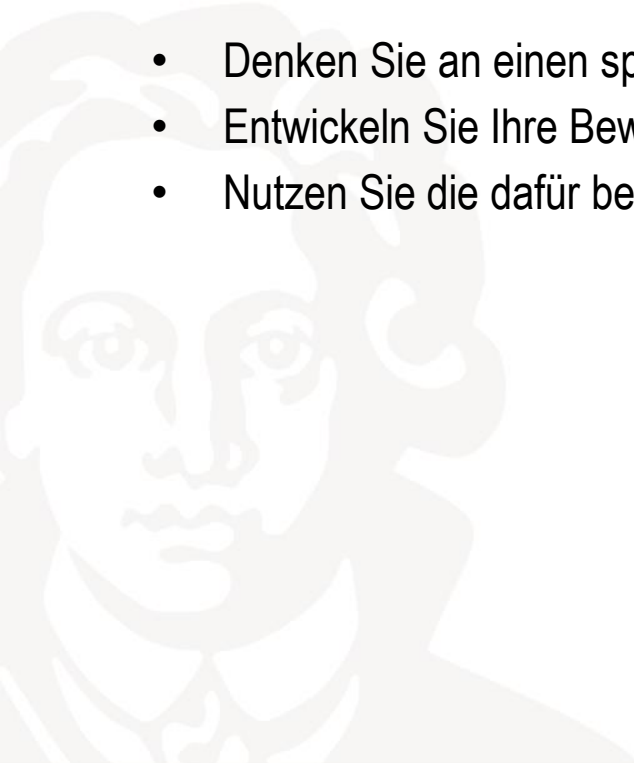 • Denken Sie an einen sp
• Entwickeln Sie Ihre Bew
• Nutzen Sie die dafür be